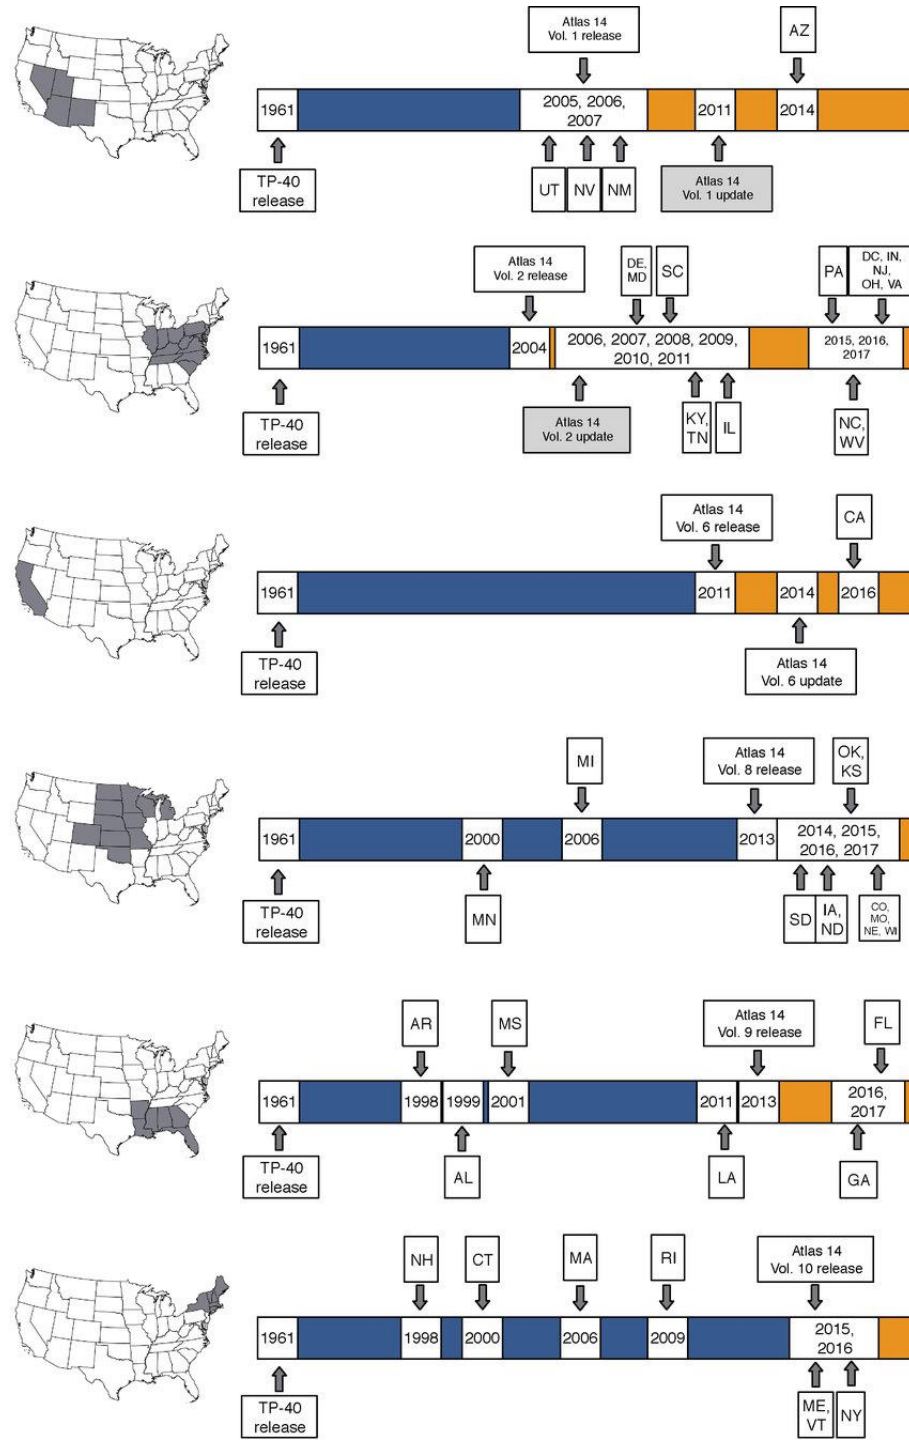 Atlas 14
Vol. 1 release
AZ
1961
2005, 2006,
2007
2011
2014
TP-40
release
UT
NV
NM
Atlas 14
Vol. 1 update
Atlas 14
Vol. 2 release
DE,
MD
SC
PA
DC, IN,
NJ,
OH, VA
1961
2004
2006, 2007, 2008, 2009,
2010, 2011
2015, 2016,
2017
TP-40
release
Atlas 14
Vol. 2 update
KY,
TN
IL
NC,
WV
Atlas 14
Vol. 6 release
CA
1961
2011
2014
2016
TP-40
release
Atlas 14
Vol. 6 update
MI
Atlas 14
Vol. 8 release
OK,
KS
1961
2000
2006
2013
2014, 2015,
2016, 2017
TP-40
release
MN
SD
IA,
ND
CO,
MO,
NE, WI
AR
MS
Atlas 14
Vol. 9 release
FL
1961
1998
1999
2001
2011
2013
2016,
2017
TP-40
release
AL
LA
GA
NH
CT
MA
RI
Atlas 14
Vol. 10 release
1961
1998
2000
2006
2009
2015,
2016
TP-40
release
ME,
VT
NY